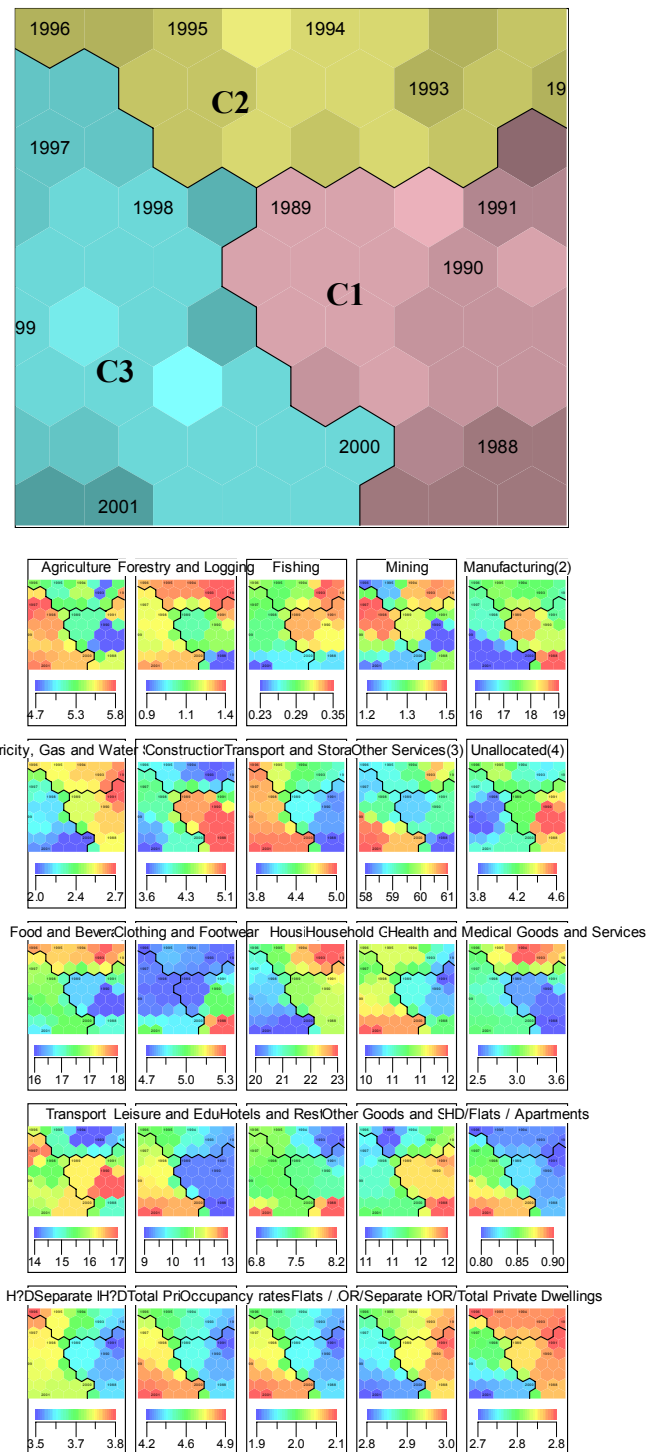 1996 1995 1994
1993 19
C2
1997
1998 1989 1991
1990
C1
99
C3
2000 1988
2001
Agriculture Forestry and Logging Fishing Mining Manufacturing(2)
4.7 5.3 5.8 0.9 1.1 1.4 0.23 0.29 0.35 1.2 1.3 1.5 16 17 18 19
ricity, Gas and Water Constructior Transport and Stora Other Services(3) Unallocated(4)
2.0 2.4 2.7 3.6 4.3 5.1 3.8 4.4 5.0 58 59 60 61 3.8 4.2 4.6
Food and Bever Clothing and Footwear Housi Household G Health and Medical Goods and Services
16 17 17 18 4.7 5.0 5.3 20 21 22 23 10 11 11 12 2.5 3.0 3.6
Transport Leisure and Edu Hotels and Rest Other Goods and S HD/Flats / Apartments
14 15 16 17 9 10 11 13 6.8 7.5 8.2 11 11 12 12 0.80 0.85 0.90
H?D Separate H?D Total Pri Occupancy rates Flats / OR/Separate OR/Total Private Dwellings
3.5 3.7 3.8 4.2 4.6 4.9 1.9 2.0 2.1 2.8 2.9 3.0 2.7 2.8 2.8